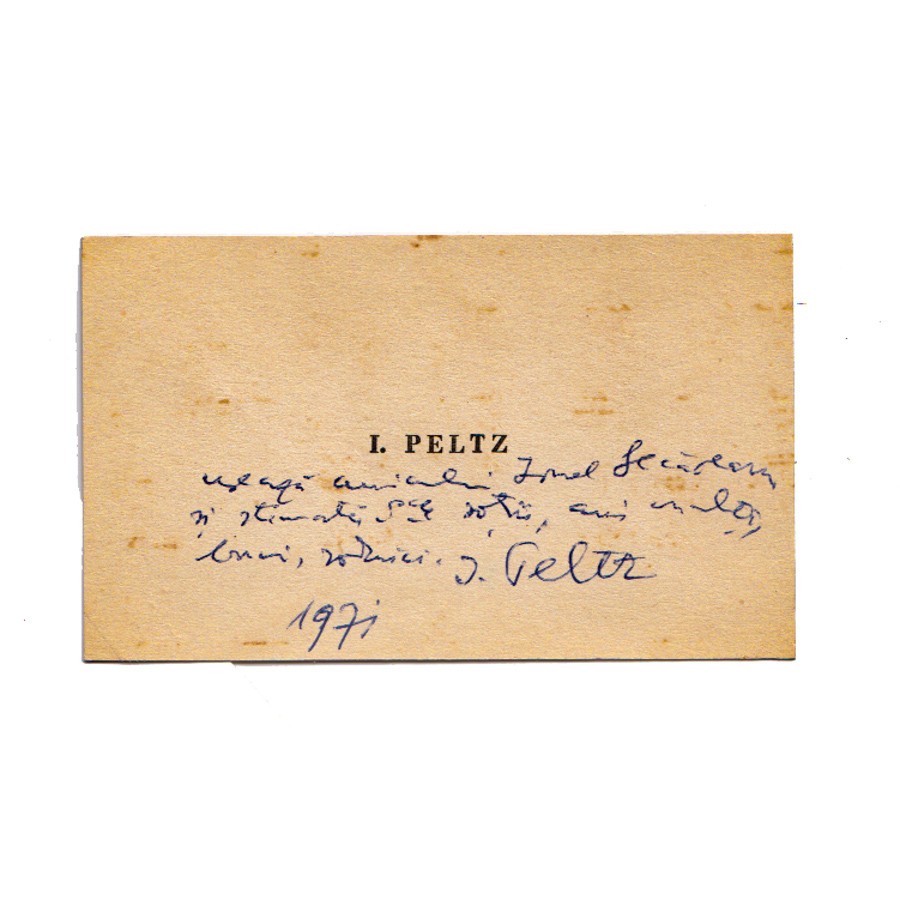 I. PELTZ
urează amicului Ionel
și stimatei sale soții, ani mulți,
buni, rodnici. I. Peltz
1971